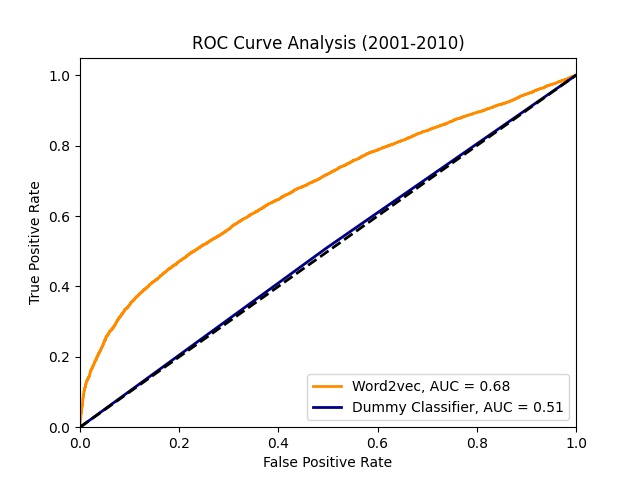 ROC Curve Analysis (2001-2010)
True Positive Rate
1.0
0.8
0.6
0.4
0.2
0.0
Word2vec, AUC = 0.68
Dummy Classifier, AUC = 0.51
0.0 0.2 0.4 0.6 0.8 1.0
False Positive Rate